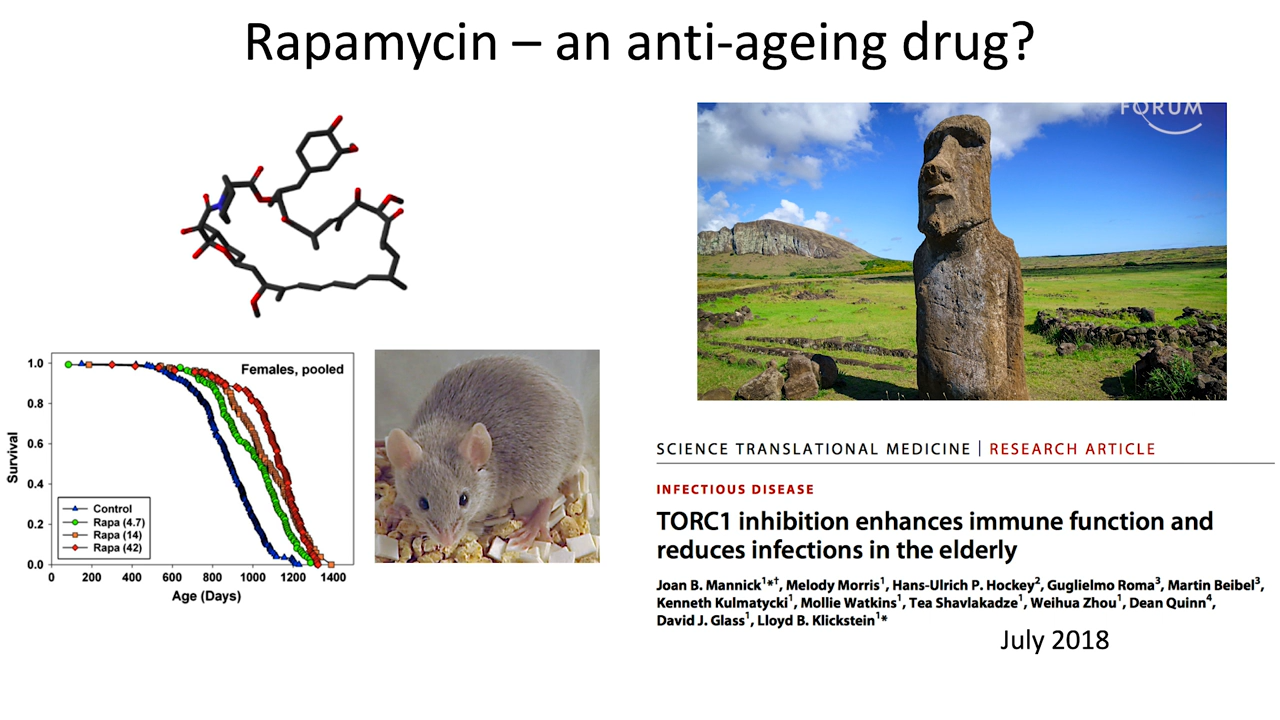 Rapamycin – an anti-ageing drug?
FORUM
Females, pooled
1.0
0.8
0.6
0.4
0.2
0.0
Survival
Control
Rapa (4.7)
Rapa (14)
Rapa (42)
0 200 400 600 800 1000 1200 1400
Age (Days)
SCIENCE TRANSLATIONAL MEDICINE | RESEARCH ARTICLE
INFECTIOUS DISEASE
TORC1 inhibition enhances immune function and
reduces infections in the elderly
Joan B. Mannick1*†, Melody Morris1, Hans-Ulrich P. Hockey2, Guglielmo Roma3, Martin Beibel3,
Kenneth Kulmatycki1, Mollie Watkins1, Tea Shavlakadze1, Weihua Zhou1, Dean Quinn4,
David J. Glass1, Lloyd B. Klickstein1*
July 2018